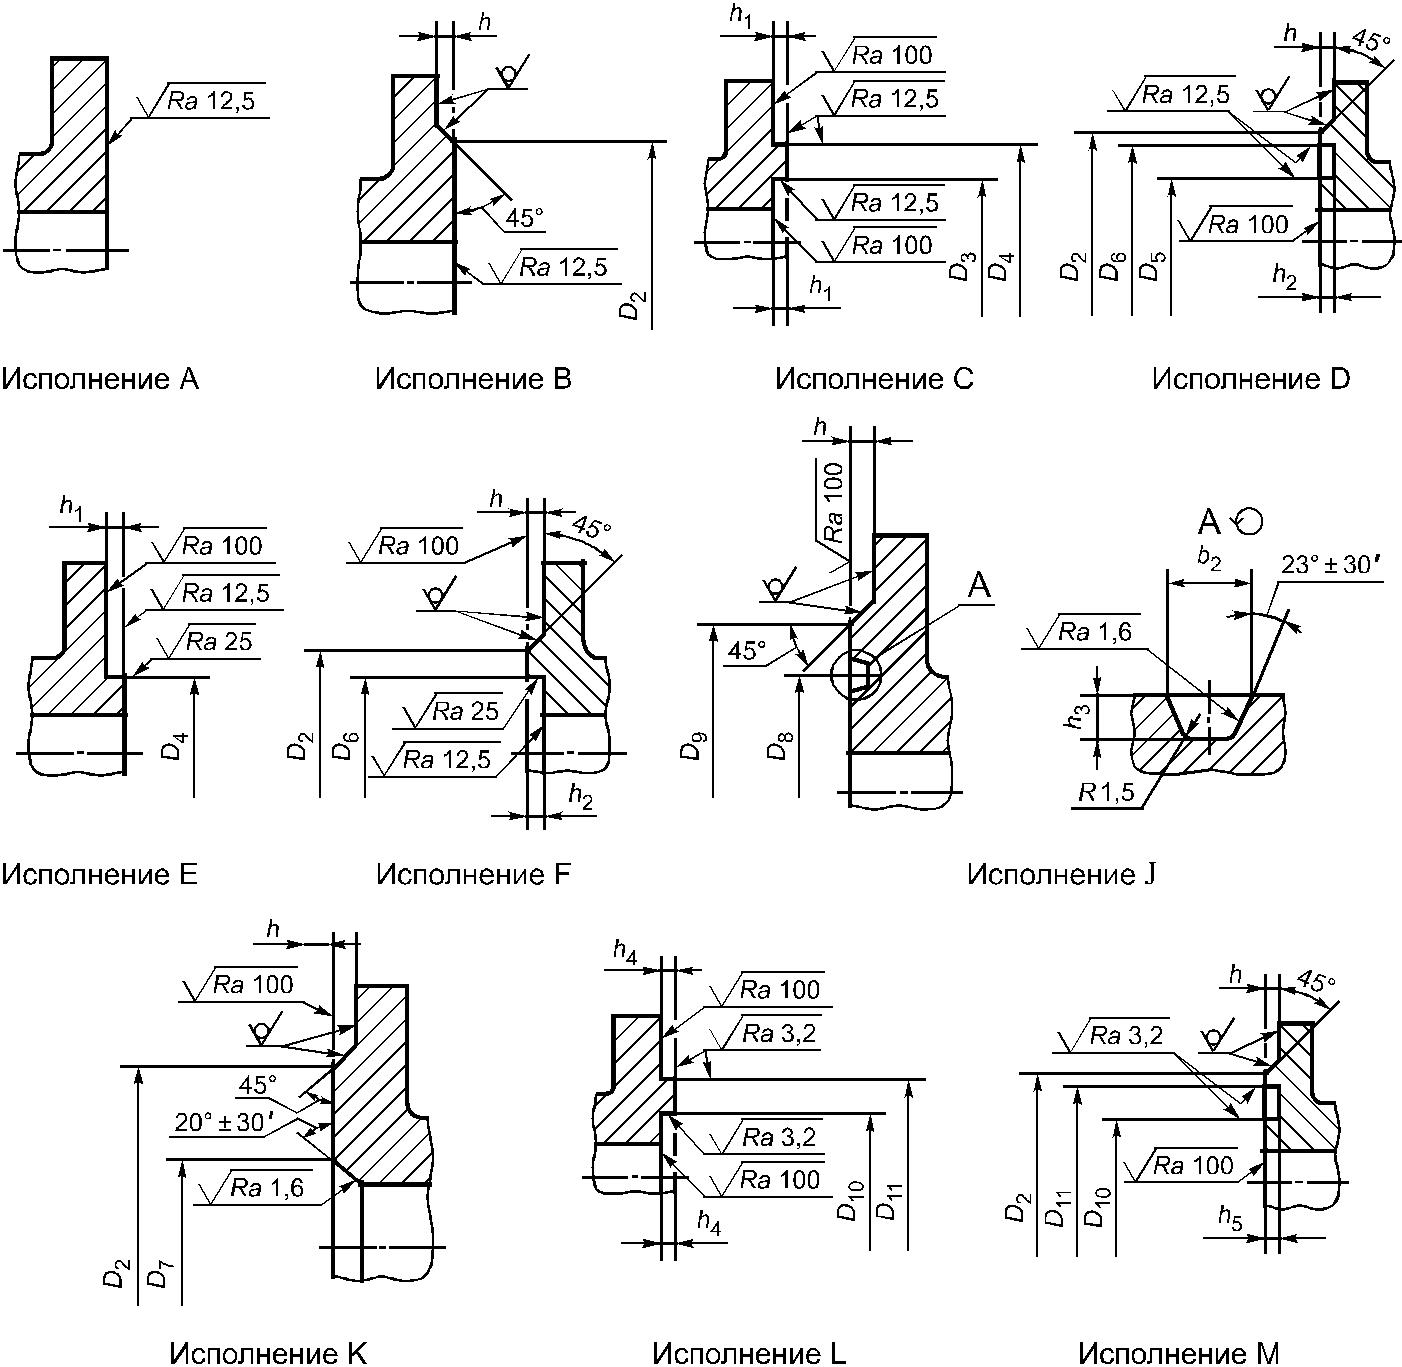 Ra 12,5
Исполнение A
h
45°
Ra 12,5
D2
Исполнение B
h1
Ra 100
Ra 12,5
Ra 12,5
Ra 100
h1
D3
D4
Исполнение C
h
45°
Ra 12,5
Ra 100
D2
D6
D5
h2
Исполнение D
h1
Ra 100
Ra 12,5
Ra 25
D4
Исполнение E
h
45°
Ra 100
Ra 25
Ra 12,5
D2
D6
h2
Исполнение F
h
Ra 100
A
45°
D9
D8
A
b2
23° ± 30′
Ra 1,6
h3
R 1,5
Исполнение J
h
Ra 100
45°
20° ± 30′
Ra 1,6
D2
D7
Исполнение K
h4
Ra 100
Ra 3,2
Ra 3,2
Ra 100
h4
D10
D11
Исполнение L
h
45°
Ra 3,2
Ra 100
D2
D11
D10
h5
Исполнение M